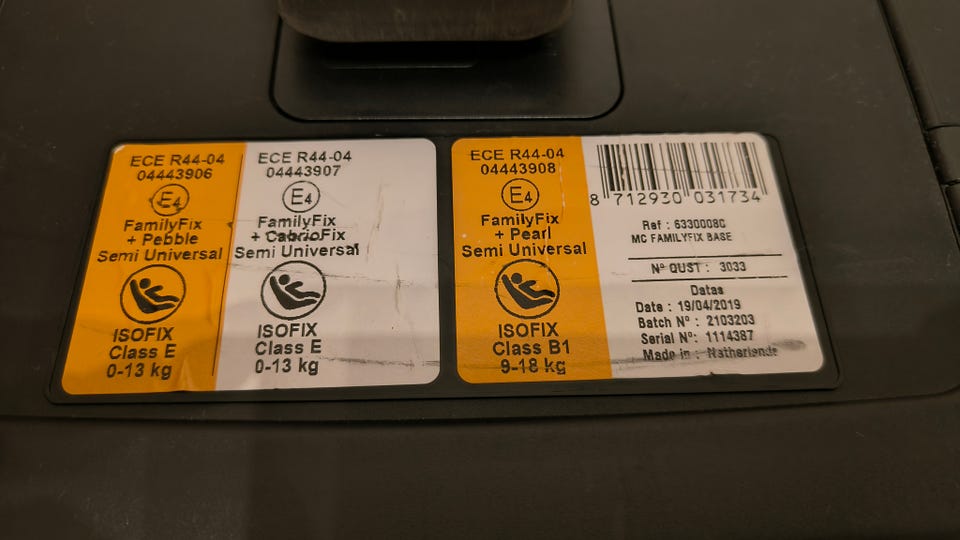 ECE R44-04
04443906
E4
FamilyFix
+ Pebble
Semi Universal
ISOFIX
Class E
0-13 kg
ECE R44-04
04443907
E4
FamilyFix
+ CabrioFix
Semi Universal
ISOFIX
Class E
0-13 kg
ECE R44-04
04443908
E4
FamilyFix
+ Pearl
Semi Universal
ISOFIX
Class B1
9-18 kg
8 712930 031734
Ref : 63300080
MC FAMILYFIX BASE
Nº QUST : 3033
Datas
Date : 19/04/2019
Batch Nº : 2103203
Serial Nº: 1114387
Made in : Netherlands